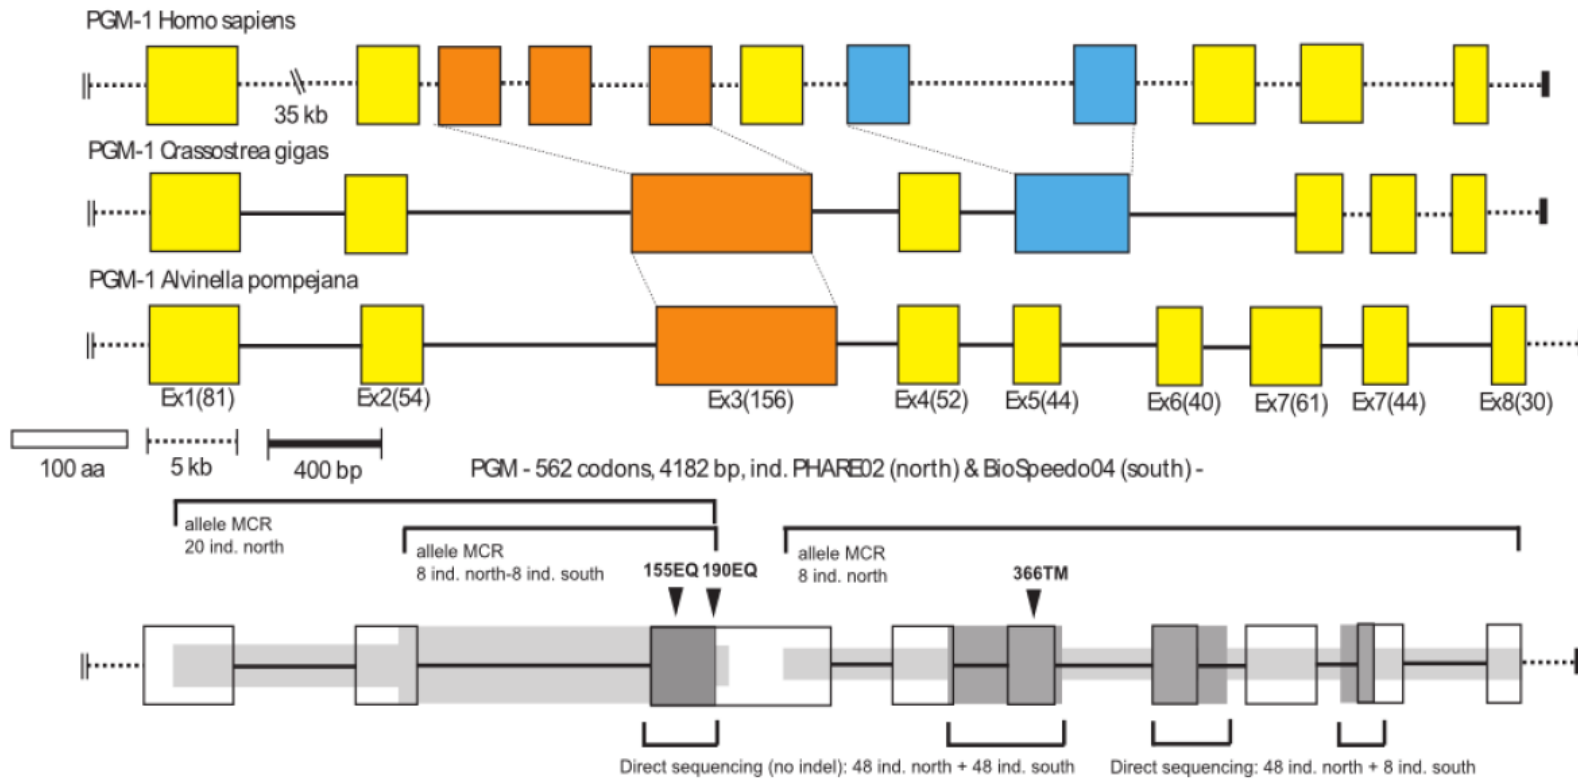 PGM-1 Homo sapiens
35 kb
PGM-1 Crassostrea gigas
PGM-1 Alvinella pompejana
Ex1(81) Ex2(54) Ex3(156) Ex4(52) Ex5(44) Ex6(40) Ex7(61) Ex7(44) Ex8(30)
100 aa 5 kb 400 bp
PGM - 562 codons, 4182 bp, ind. PHARE02 (north) & BioSpeedo04 (south) -
allele MCR
20 ind. north
allele MCR
8 ind. north-8 ind. south
allele MCR
8 ind. north
155EQ 190EQ
366TM
Direct sequencing (no indel): 48 ind. north + 48 ind. south
Direct sequencing: 48 ind. north + 8 ind. south